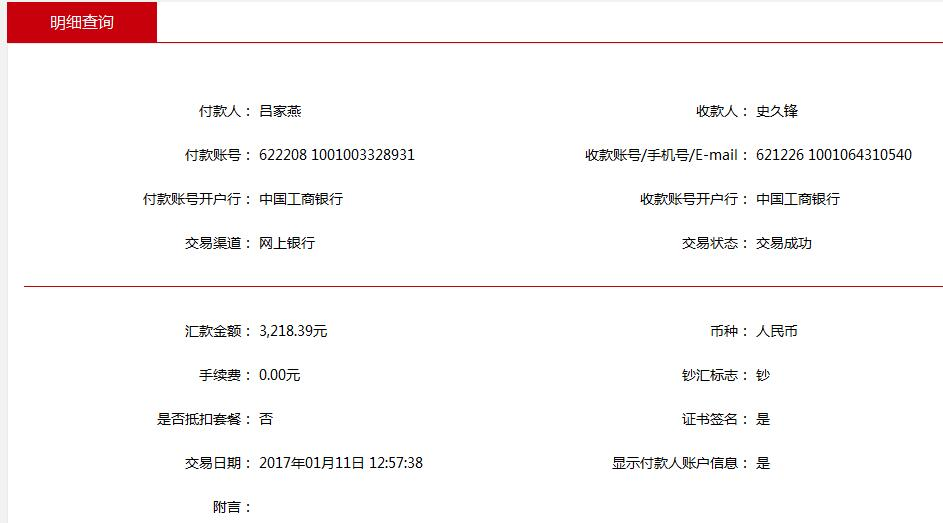 明细查询
付款人： 吕家燕 收款人： 史久锋
付款账号： 622208 1001003328931 收款账号/手机号/E-mail： 621226 1001064310540
付款账号开户行： 中国工商银行 收款账号开户行： 中国工商银行
交易渠道： 网上银行 交易状态： 交易成功
汇款金额： 3,218.39元 币种： 人民币
手续费： 0.00元 钞汇标志： 钞
是否抵扣套餐： 否 证书签名： 是
交易日期： 2017年01月11日 12:57:38 显示付款人账户信息： 是
附言：